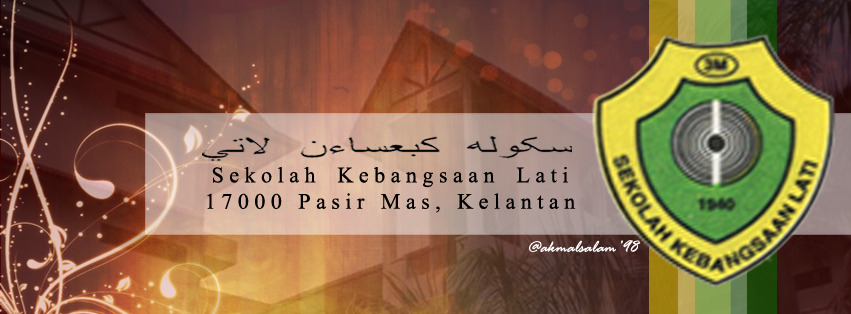 سكوله كبعساءن لاتي
Sekolah Kebangsaan Lati
17000 Pasir Mas, Kelantan
@akmalsalam '98
3M
1940
SEKOLAH KEBANGSAAN LATI